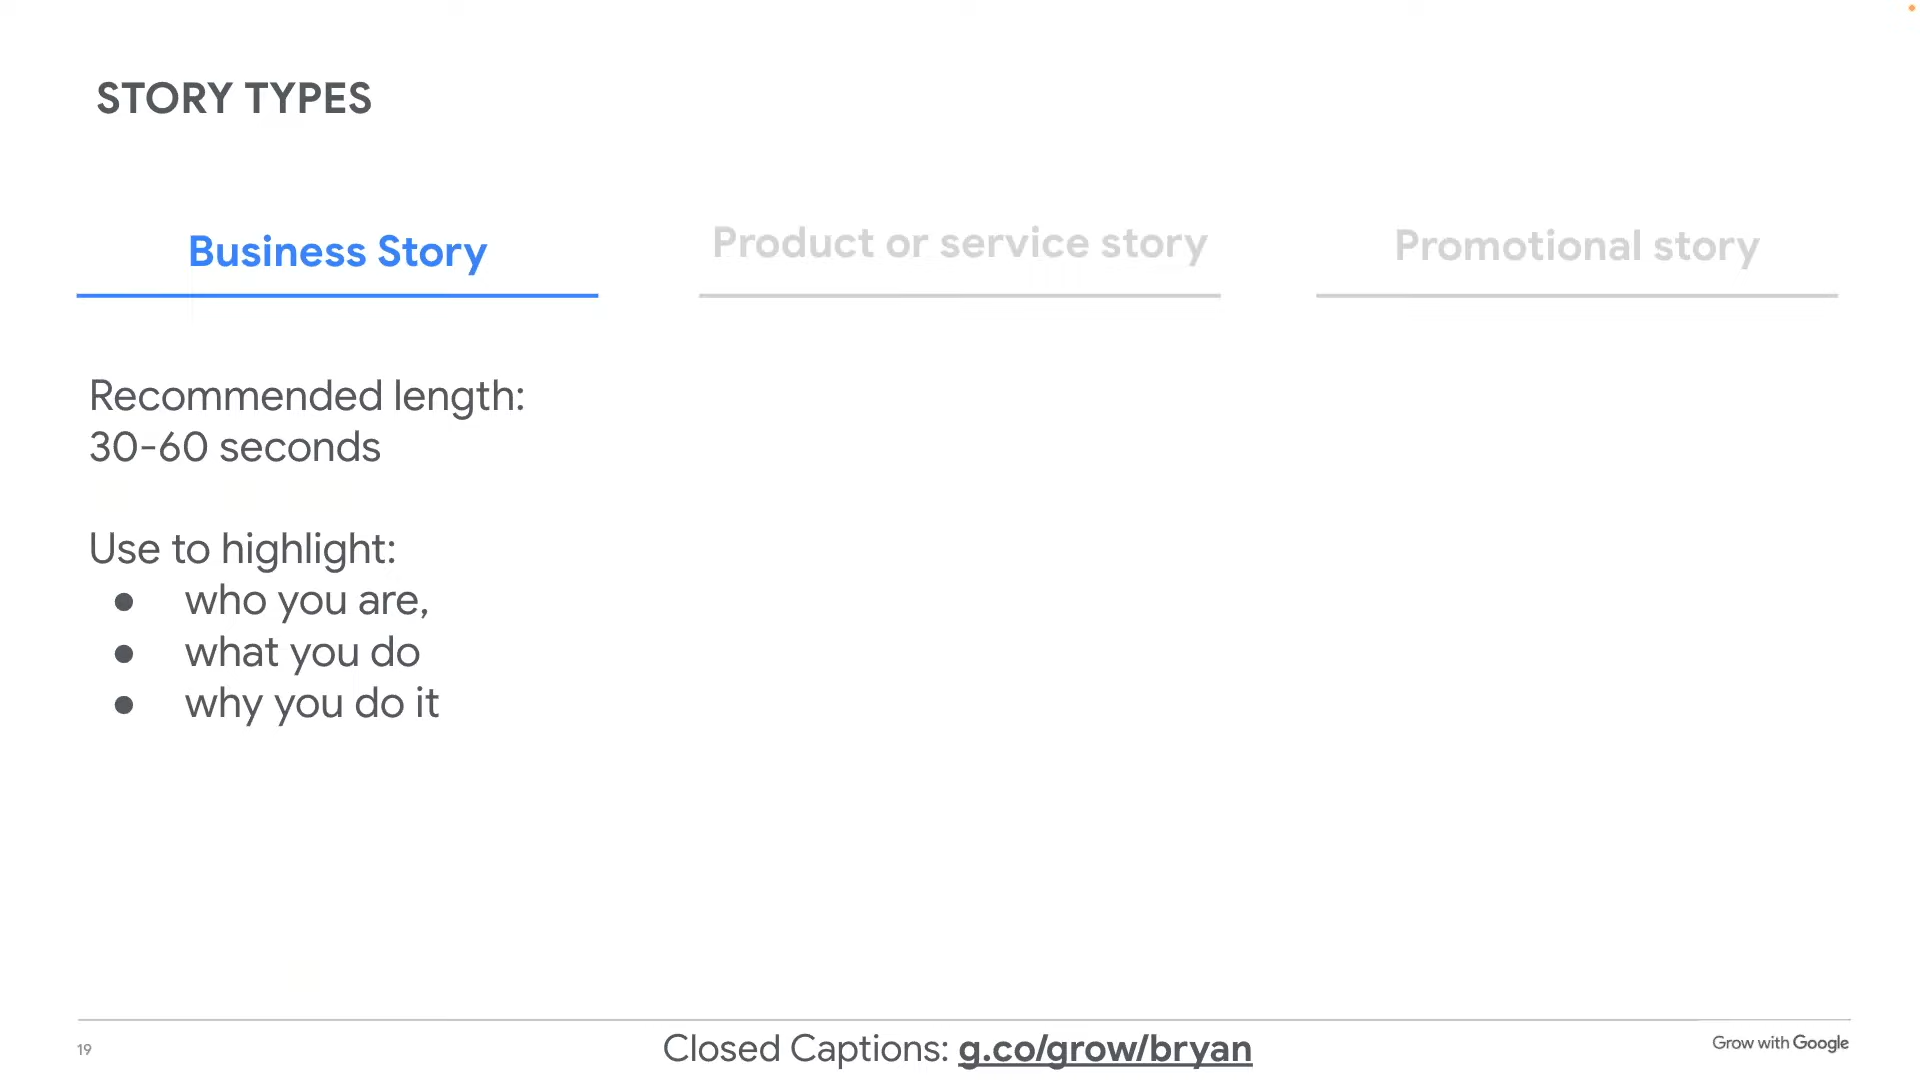 STORY TYPES
Business Story
Product or service story
Promotional story
Recommended length:
30-60 seconds
Use to highlight:
● who you are,
● what you do
● why you do it
19
Closed Captions: g.co/grow/bryan
Grow with Google